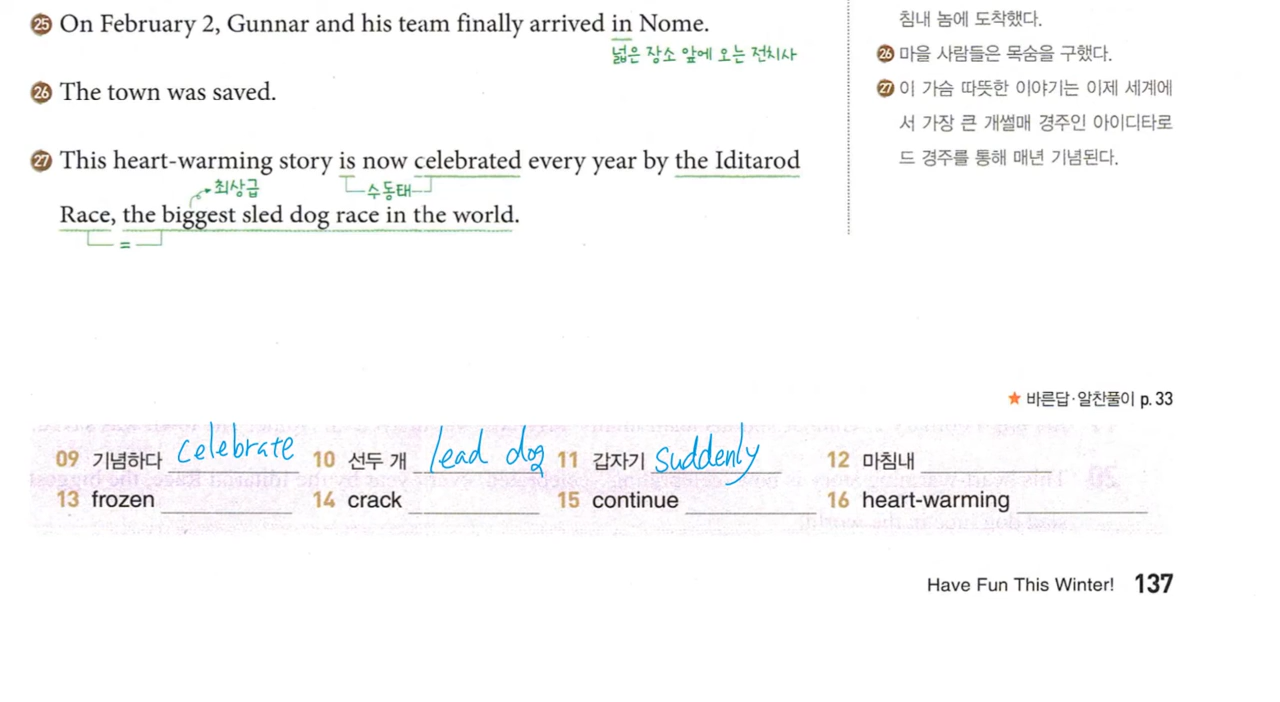 25 On February 2, Gunnar and his team finally arrived in Nome.
넓은 장소 앞에 오는 전치사
26 The town was saved.
27 This heart-warming story is now celebrated every year by the Iditarod
최상급
수동태
Race, the biggest sled dog race in the world.
=
침내 놈에 도착했다.
26 마을 사람들은 목숨을 구했다.
27 이 가슴 따뜻한 이야기는 이제 세계에
서 가장 큰 개썰매 경주인 아이디타로
드 경주를 통해 매년 기념된다.
★ 바른답·알찬풀이 p. 33
09 기념하다 celebrate 10 선두 개 lead dog 11 갑자기 suddenly 12 마침내
13 frozen 14 crack 15 continue 16 heart-warming
Have Fun This Winter! 137